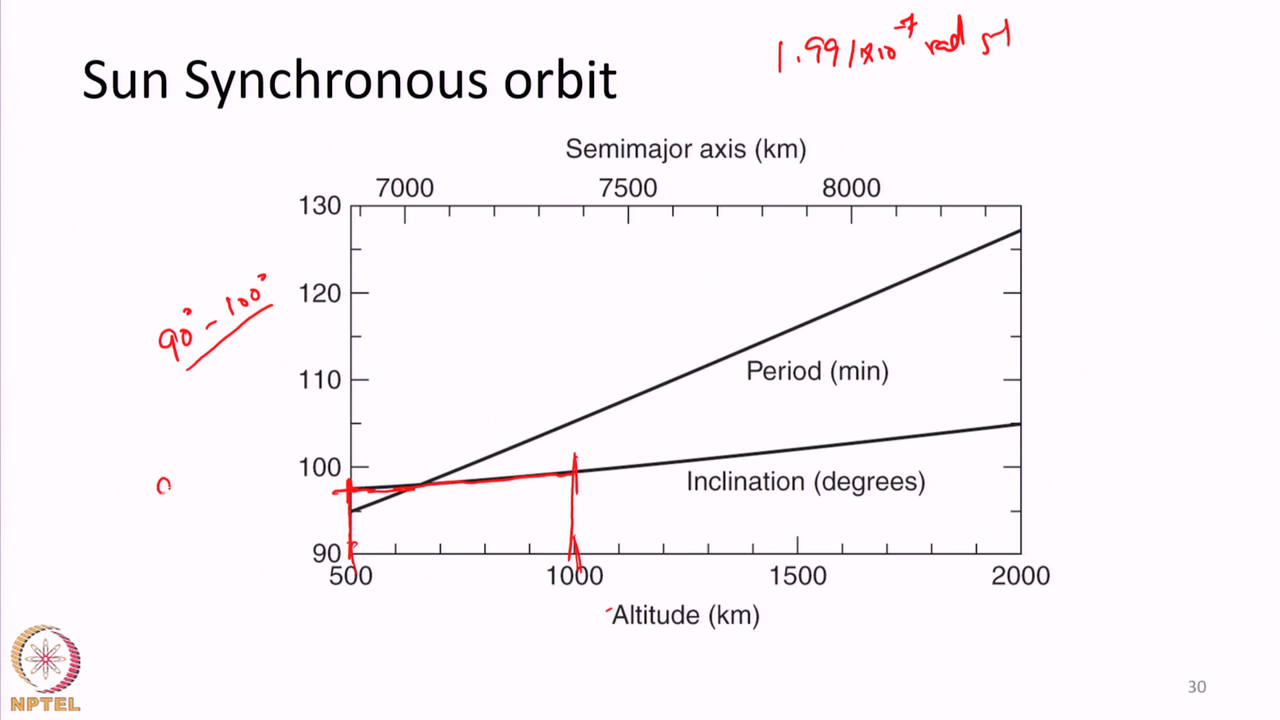 1.991×10⁻⁷ rad s⁻¹
Sun Synchronous orbit
Semimajor axis (km)
7000 7500 8000
130
120
110
100
90
90° - 100°
Period (min)
Inclination (degrees)
500 1000 1500 2000
Altitude (km)
NPTEL
30